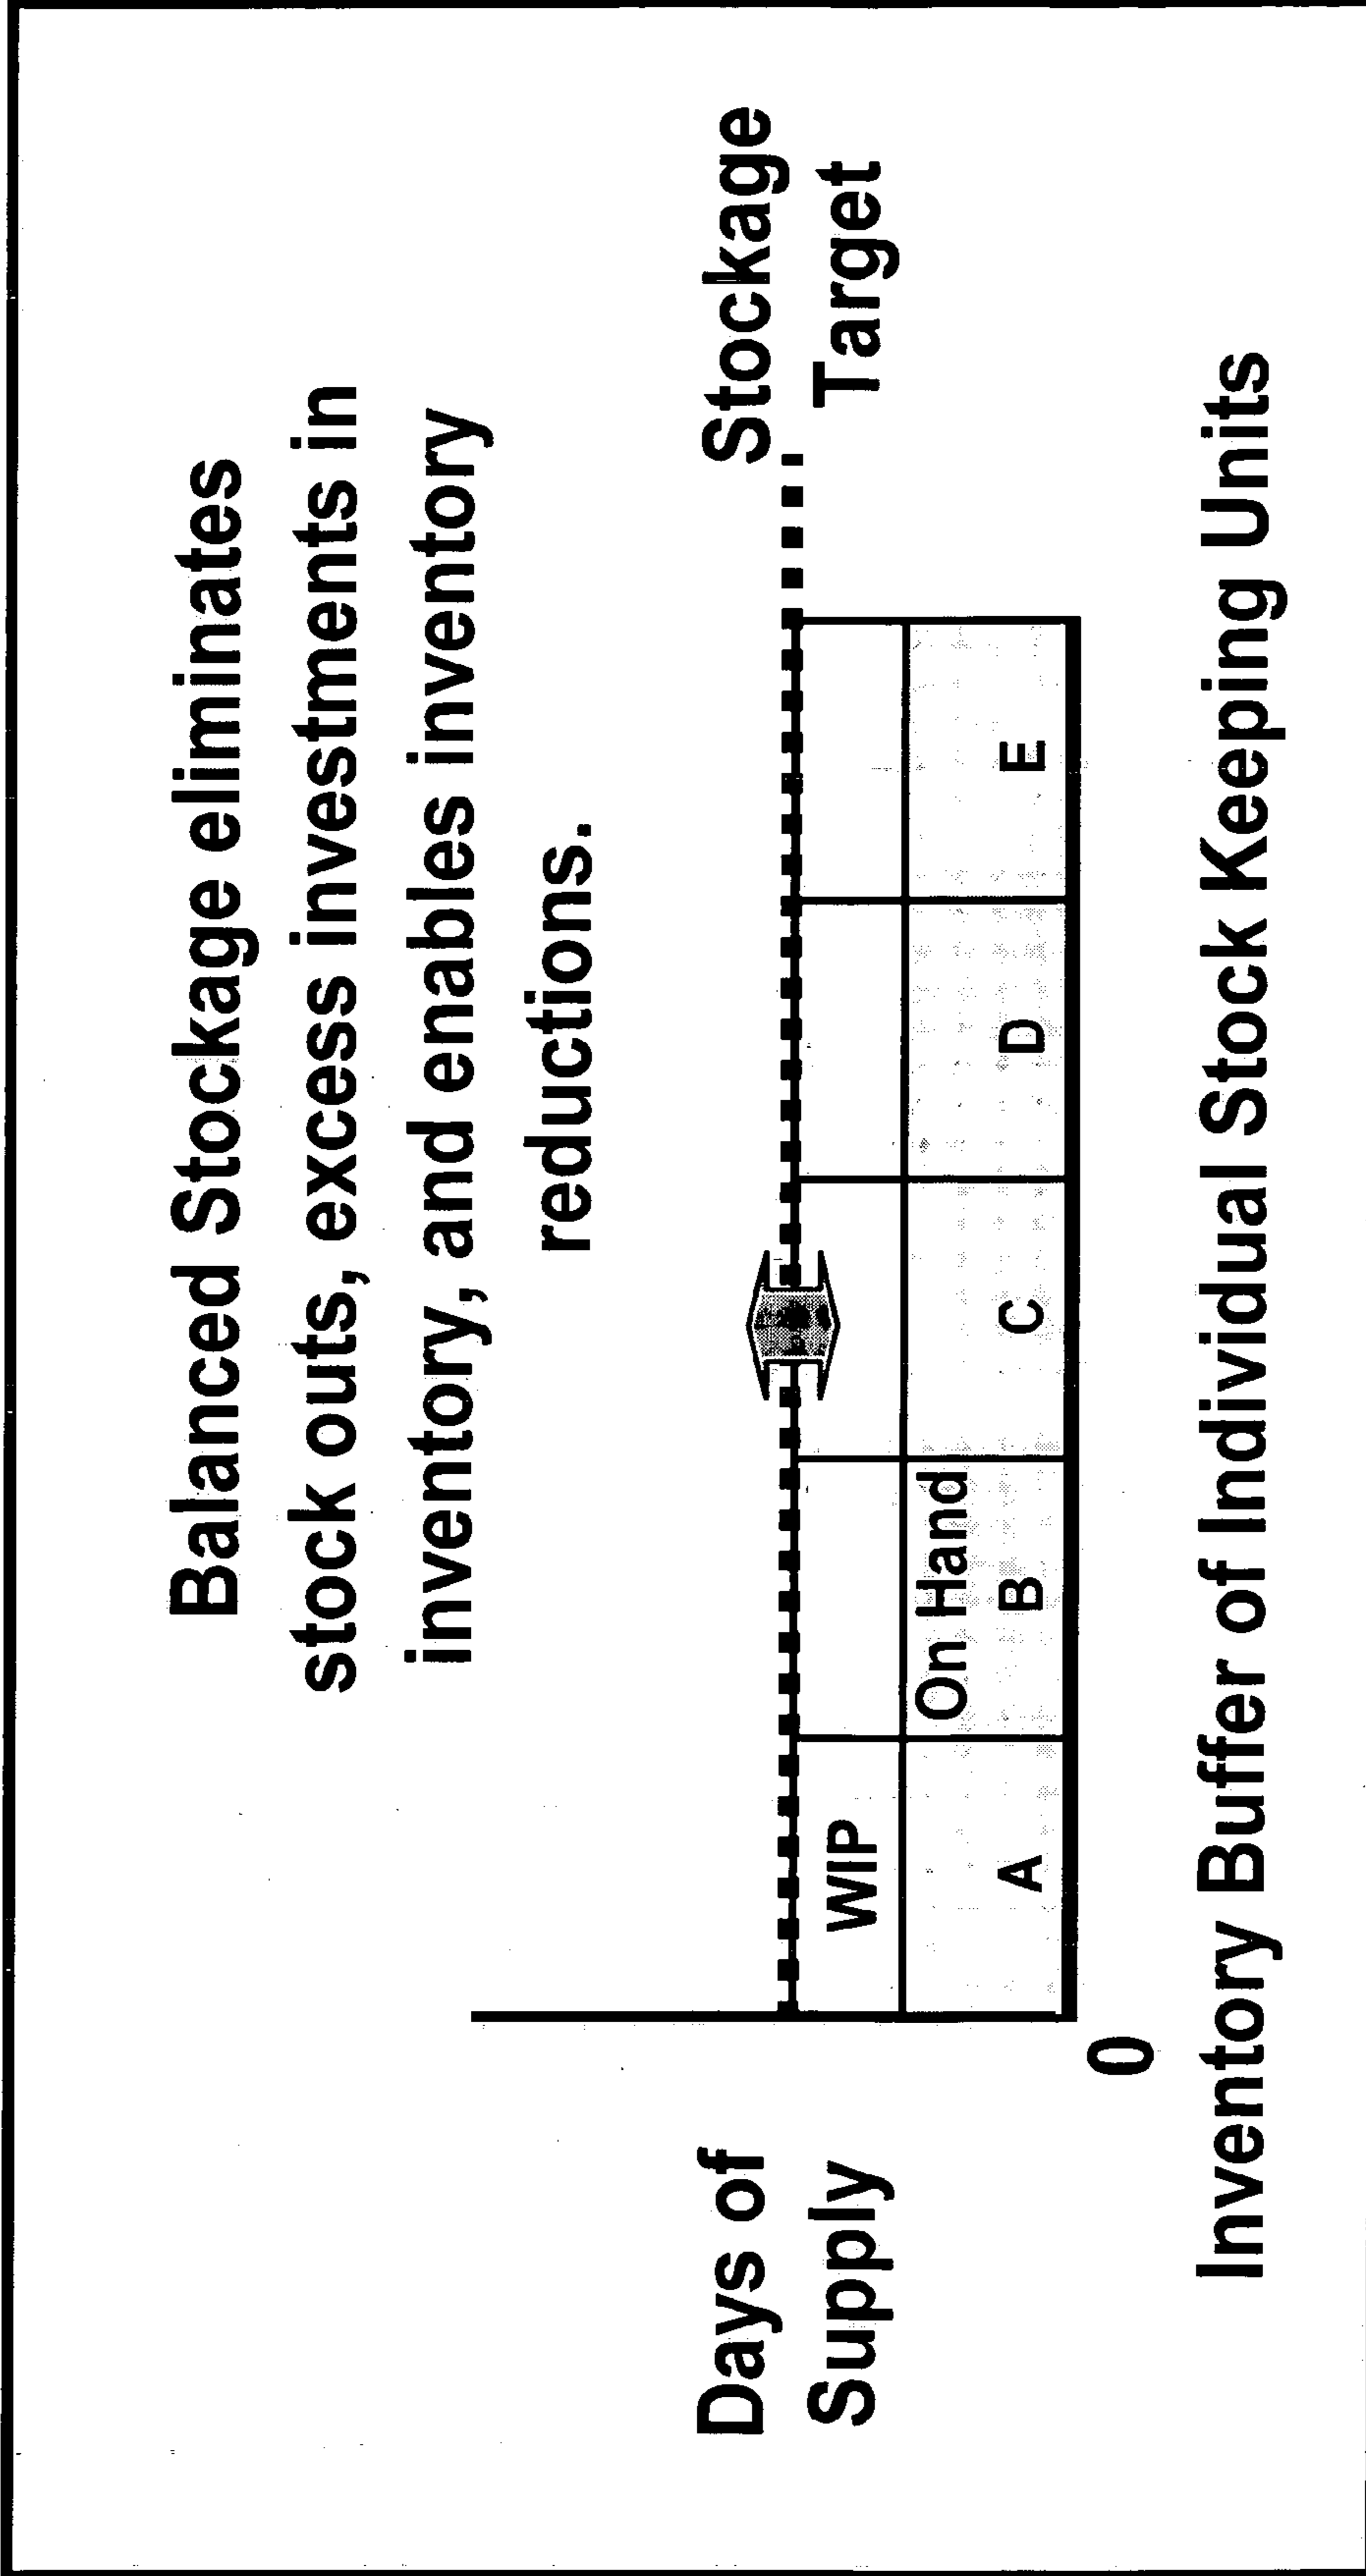 Balanced Stockage eliminates
stock outs, excess investments in
inventory, and enables inventory
reductions.
Days of
Supply
Stockage
Target
WIP
On Hand
A
B
C
D
E
0
Inventory Buffer of Individual Stock Keeping Units